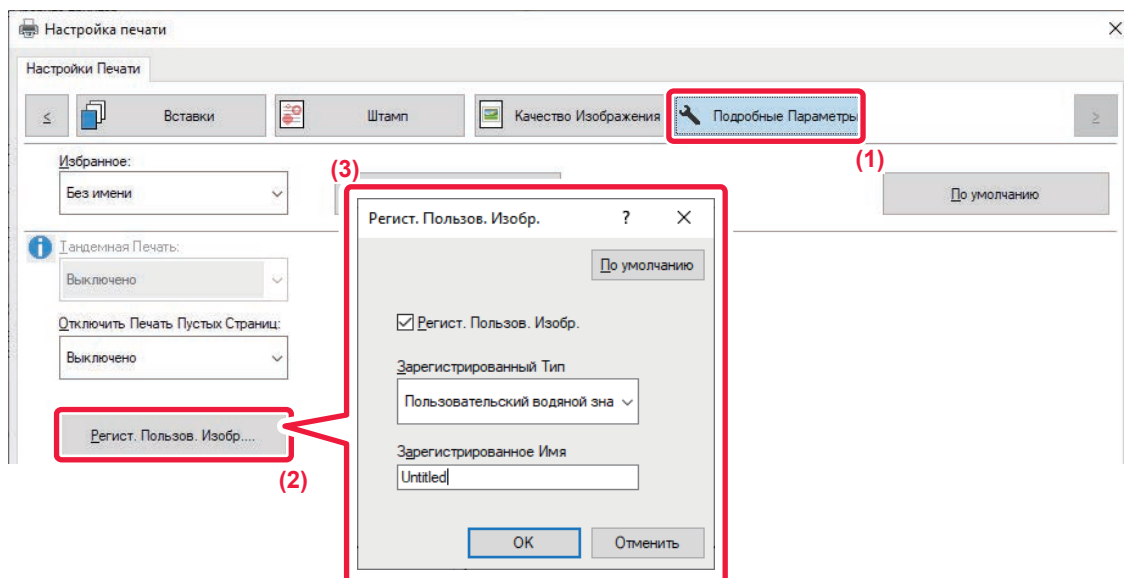 Настройка печати
Настройки Печати
< Вставки Штамп Качество Изображения Подробные Параметры >
(1)
Избранное:
(3)
Без имени
По умолчанию
Регист. Пользов. Изобр. ?
Тандемная Печать:
Выключено
По умолчанию
Отключить Печать Пустых Страниц:
Выключено
Регист. Пользов. Изобр.
Зарегистрированный Тип
Пользовательский водяной зна
Регист. Пользов. Изобр....
(2)
Зарегистрированное Имя
Untitled
OK Отменить